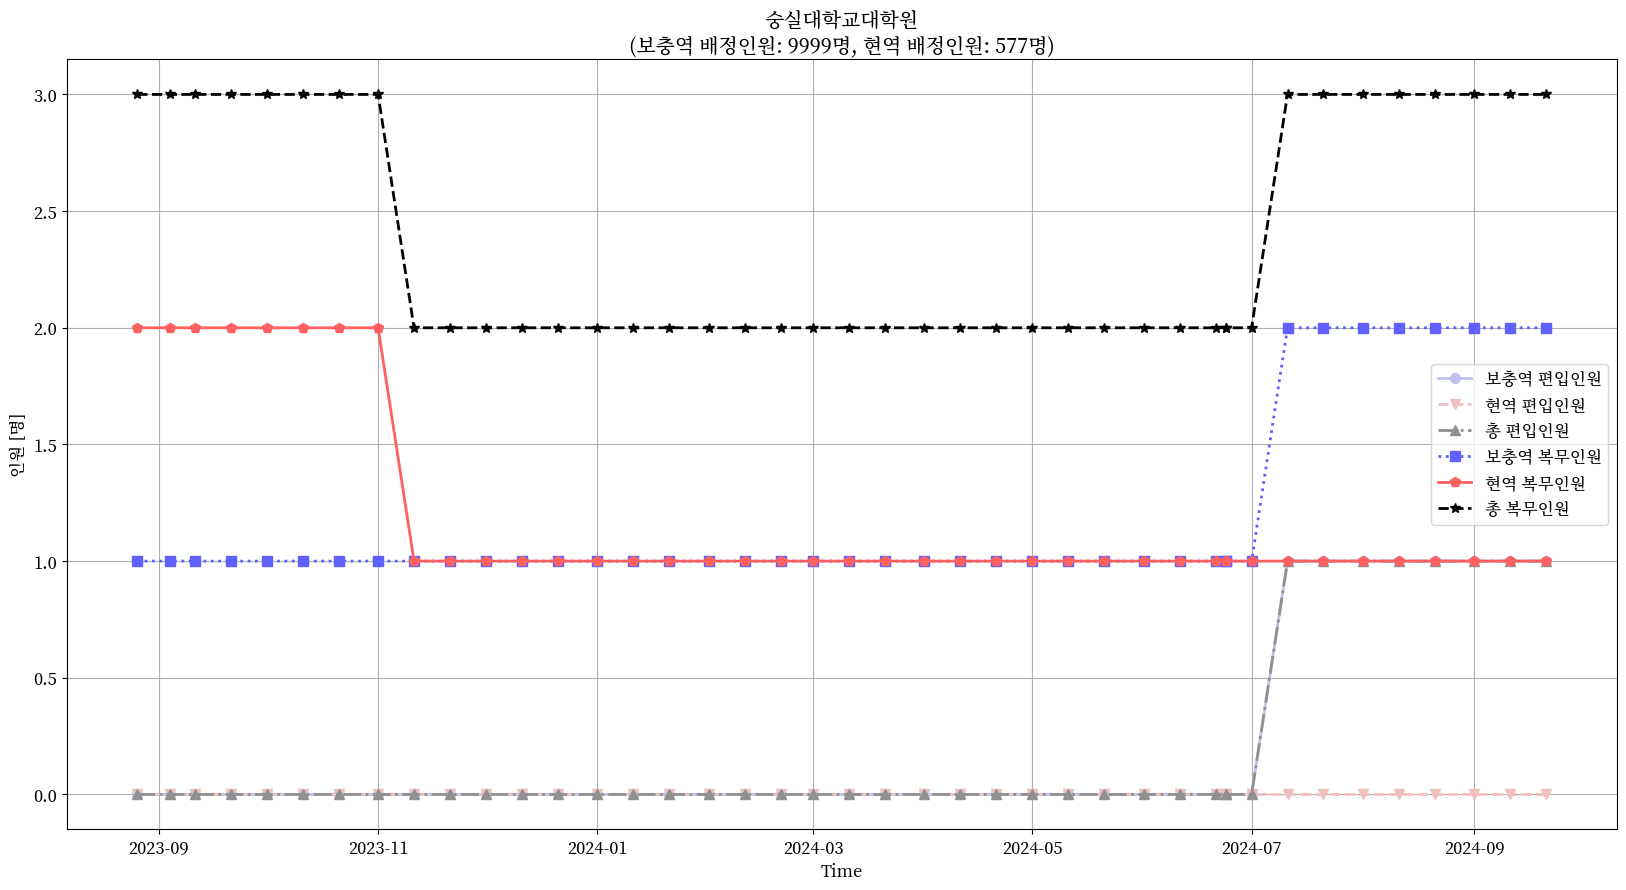 숭실대학교대학원
(보충역 배정인원: 9999명, 현역 배정인원: 577명)
3.0
2.5
2.0
1.5
1.0
0.5
0.0
인원 [명]
보충역 편입인원
현역 편입인원
총 편입인원
보충역 복무인원
현역 복무인원
총 복무인원
2023-09
2023-11
2024-01
2024-03
2024-05
2024-07
2024-09
Time